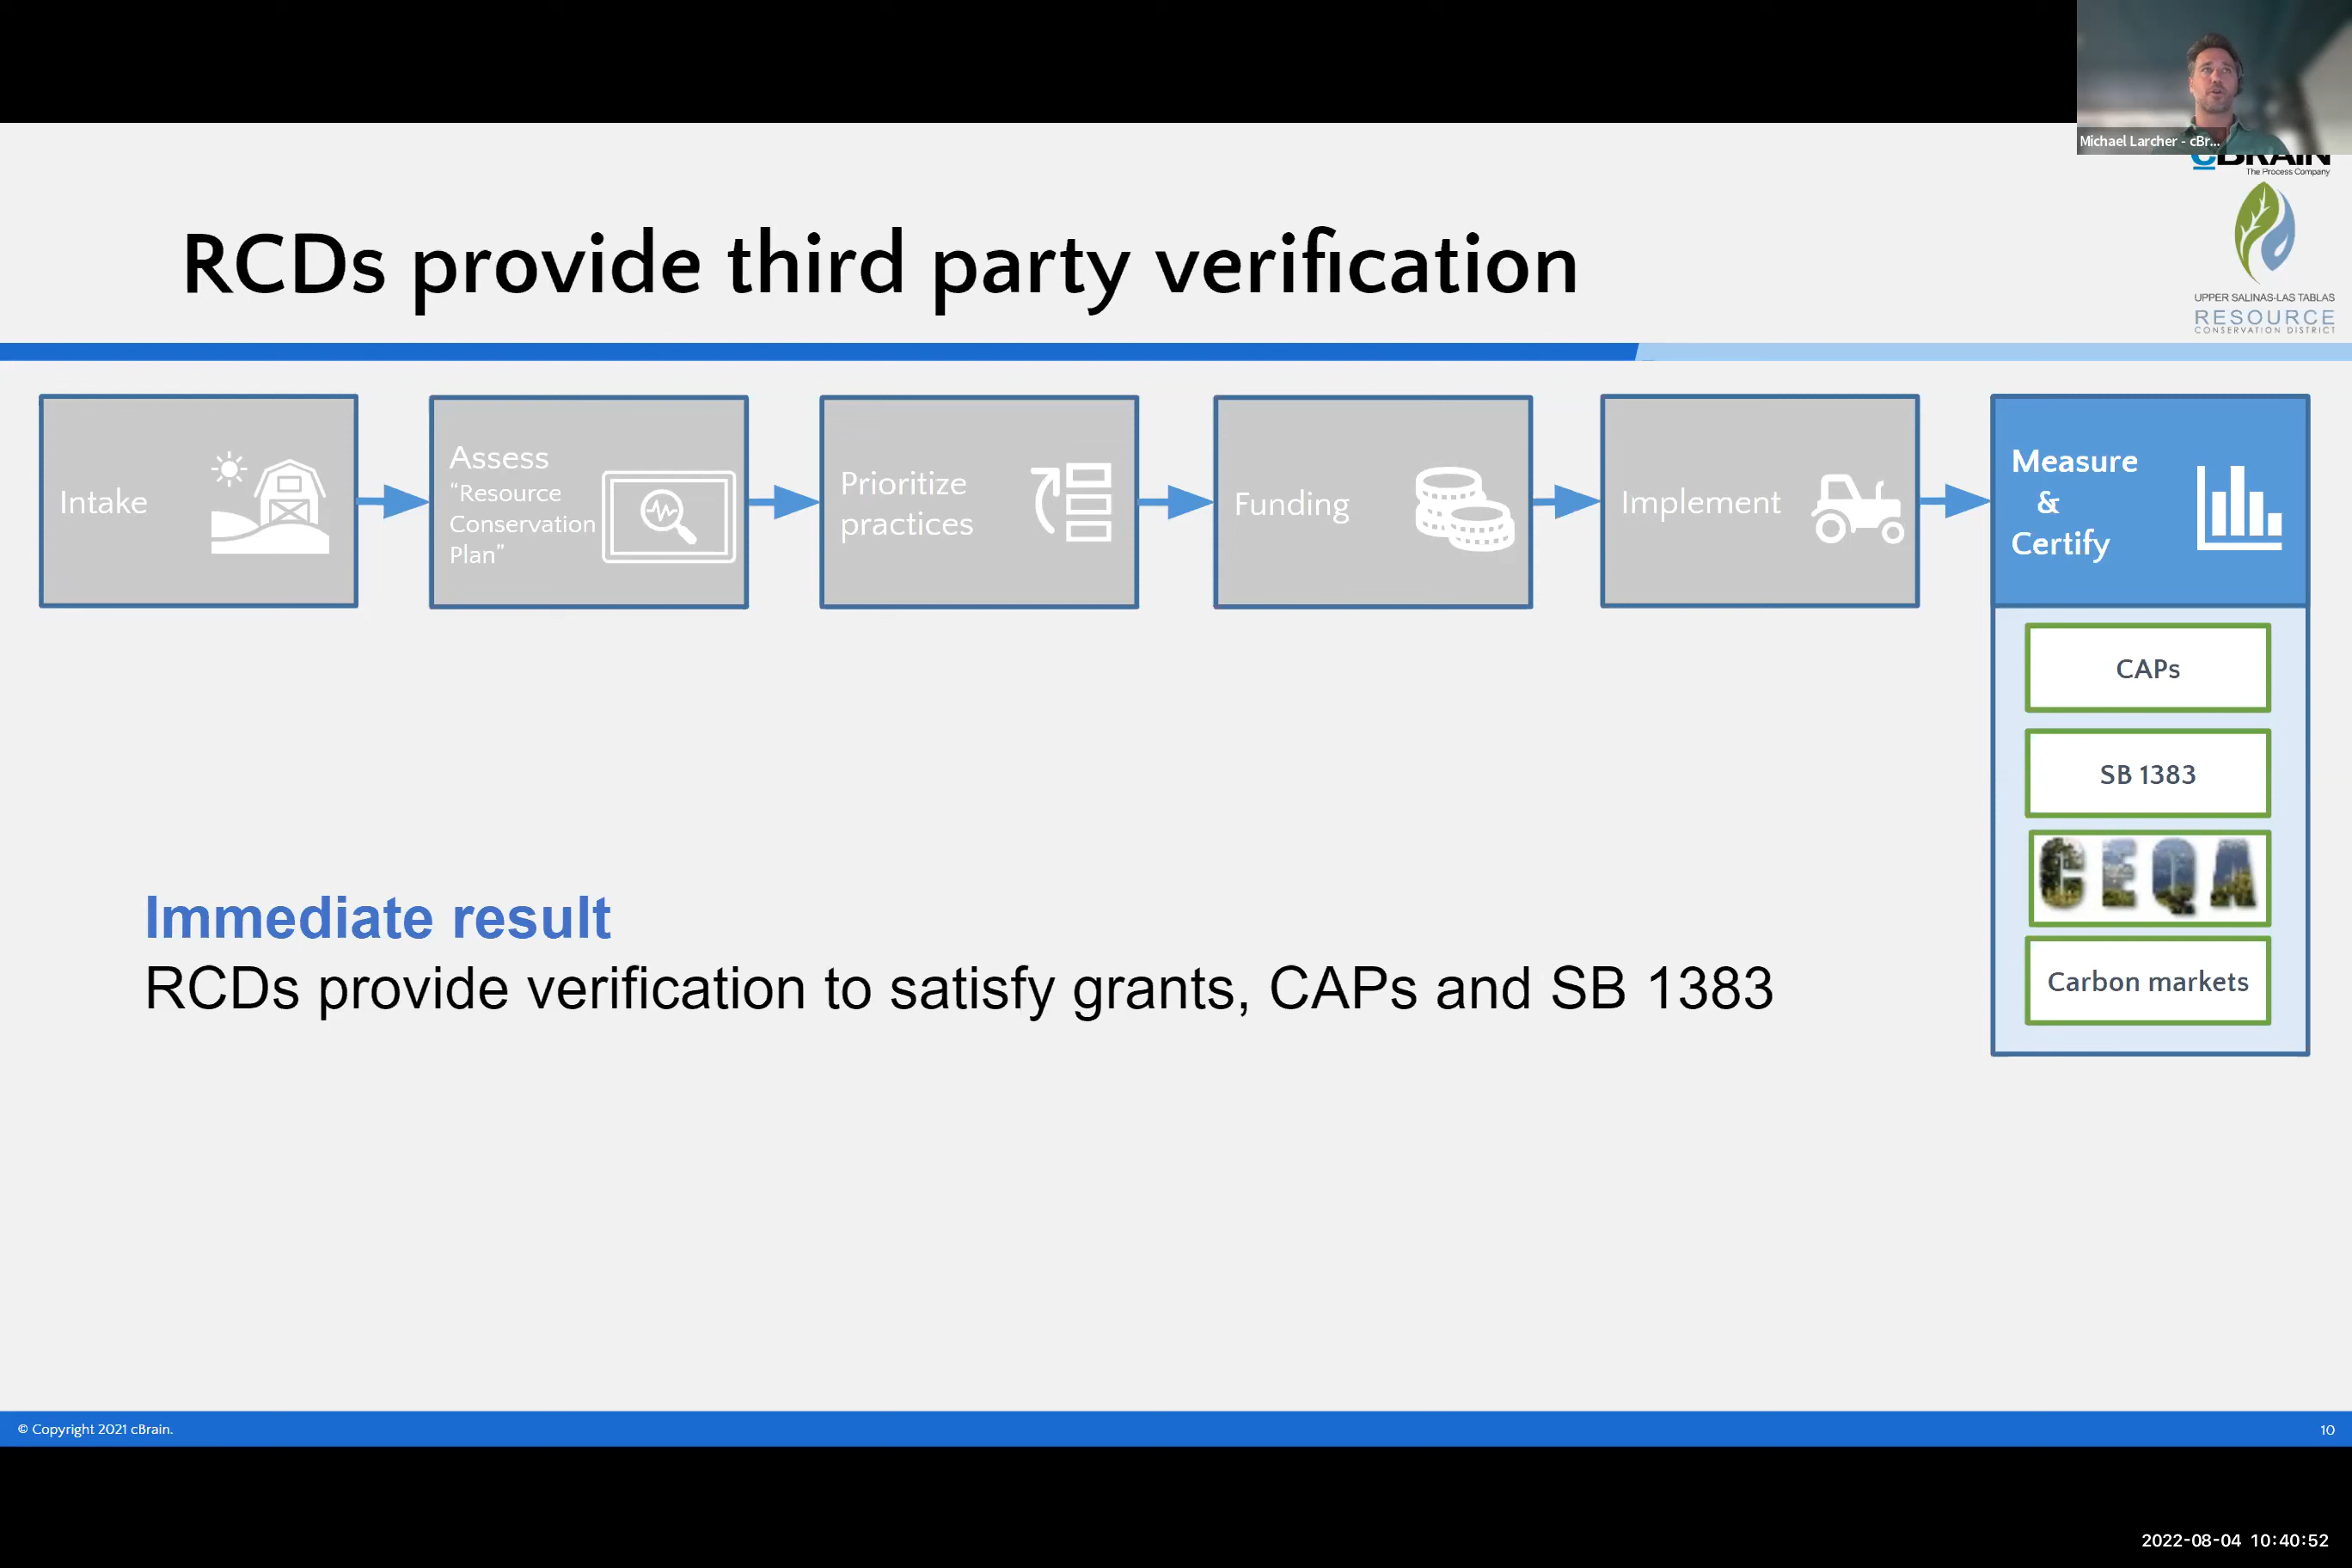 Michael Larcher - cBr...
cBRAIN
The Process Company
RCDs provide third party verification
UPPER SALINAS-LAS TABLAS
RESOURCE
CONSERVATION DISTRICT
Intake
Assess
“Resource
Conservation
Plan”
Prioritize
practices
Funding
Implement
Measure
&
Certify
CAPs
SB 1383
CEQA
Carbon markets
Immediate result
RCDs provide verification to satisfy grants, CAPs and SB 1383
© Copyright 2021 cBrain.
10
2022-08-04 10:40:52